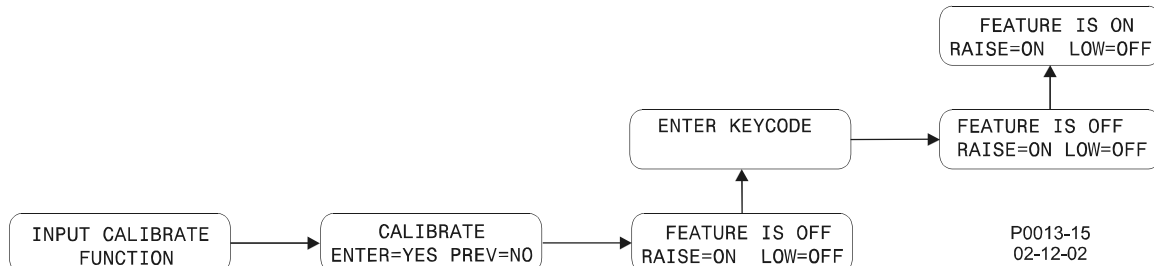 FEATURE IS ON
RAISE=ON LOW=OFF
ENTER KEYCODE
FEATURE IS OFF
RAISE=ON LOW=OFF
INPUT CALIBRATE
FUNCTION
CALIBRATE
ENTER=YES PREV=NO
FEATURE IS OFF
RAISE=ON LOW=OFF
P0013-15
02-12-02